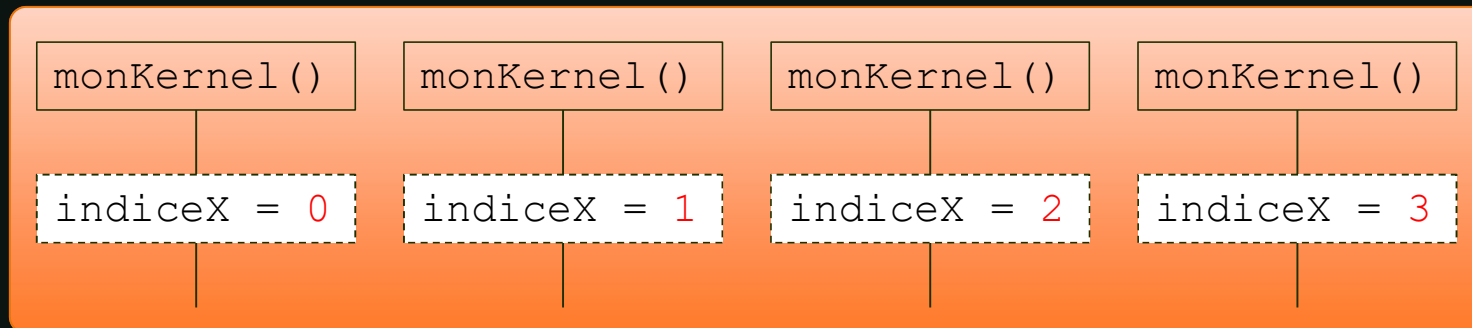 monKernel() monKernel() monKernel() monKernel()
indiceX = 0 indiceX = 1 indiceX = 2 indiceX = 3